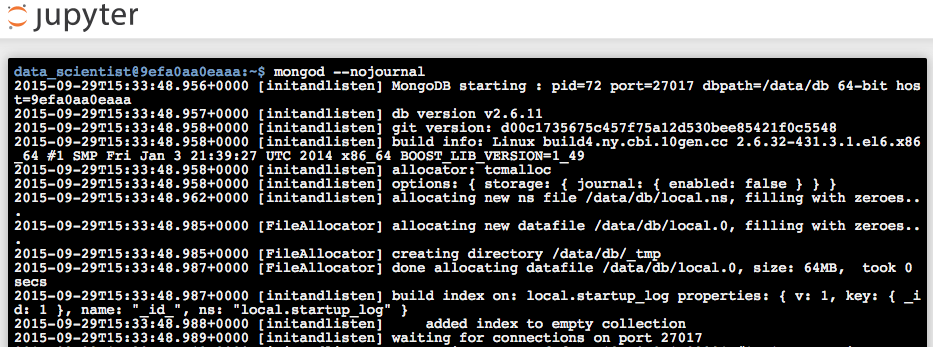 jupyter
data_scientist@9efa0aa0eaaa:~$ mongod --nojournal
2015-09-29T15:33:48.956+0000 [initandlisten] MongoDB starting : pid=72 port=27017 dbpath=/data/db 64-bit hos
t=9efa0aa0eaaa
2015-09-29T15:33:48.957+0000 [initandlisten] db version v2.6.11
2015-09-29T15:33:48.958+0000 [initandlisten] git version: d00c1735675c457f75a12d530bee85421f0c5548
2015-09-29T15:33:48.958+0000 [initandlisten] build info: Linux build4.ny.cbi.10gen.cc 2.6.32-431.3.1.el6.x86
_64 #1 SMP Fri Jan 3 21:39:27 UTC 2014 x86_64 BOOST_LIB_VERSION=1_49
2015-09-29T15:33:48.958+0000 [initandlisten] allocator: tcmalloc
2015-09-29T15:33:48.958+0000 [initandlisten] options: { storage: { journal: { enabled: false } } }
2015-09-29T15:33:48.962+0000 [initandlisten] allocating new ns file /data/db/local.ns, filling with zeroes..
.
2015-09-29T15:33:48.985+0000 [FileAllocator] allocating new datafile /data/db/local.0, filling with zeroes..
.
2015-09-29T15:33:48.985+0000 [FileAllocator] creating directory /data/db/_tmp
2015-09-29T15:33:48.987+0000 [FileAllocator] done allocating datafile /data/db/local.0, size: 64MB,  took 0
secs
2015-09-29T15:33:48.987+0000 [initandlisten] build index on: local.startup_log properties: { v: 1, key: { _i
d: 1 }, name: "_id_", ns: "local.startup_log" }
2015-09-29T15:33:48.988+0000 [initandlisten]     added index to empty collection
2015-09-29T15:33:48.989+0000 [initandlisten] waiting for connections on port 27017